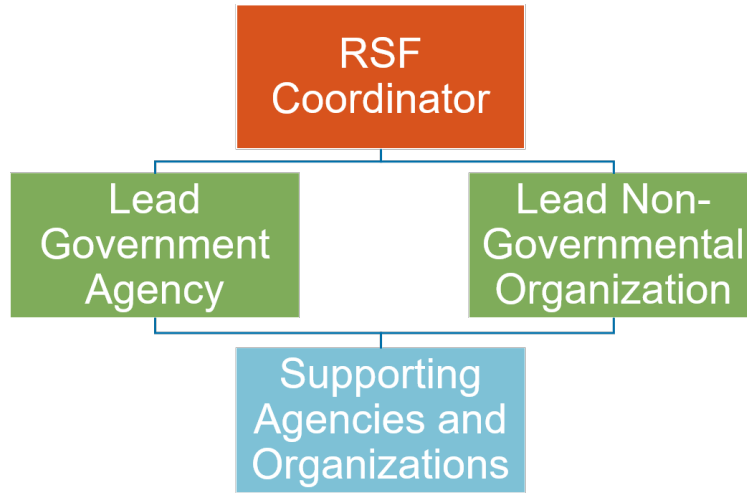 RSF
Coordinator
Lead
Government
Agency
Lead Non-
Governmental
Organization
Supporting
Agencies and
Organizations